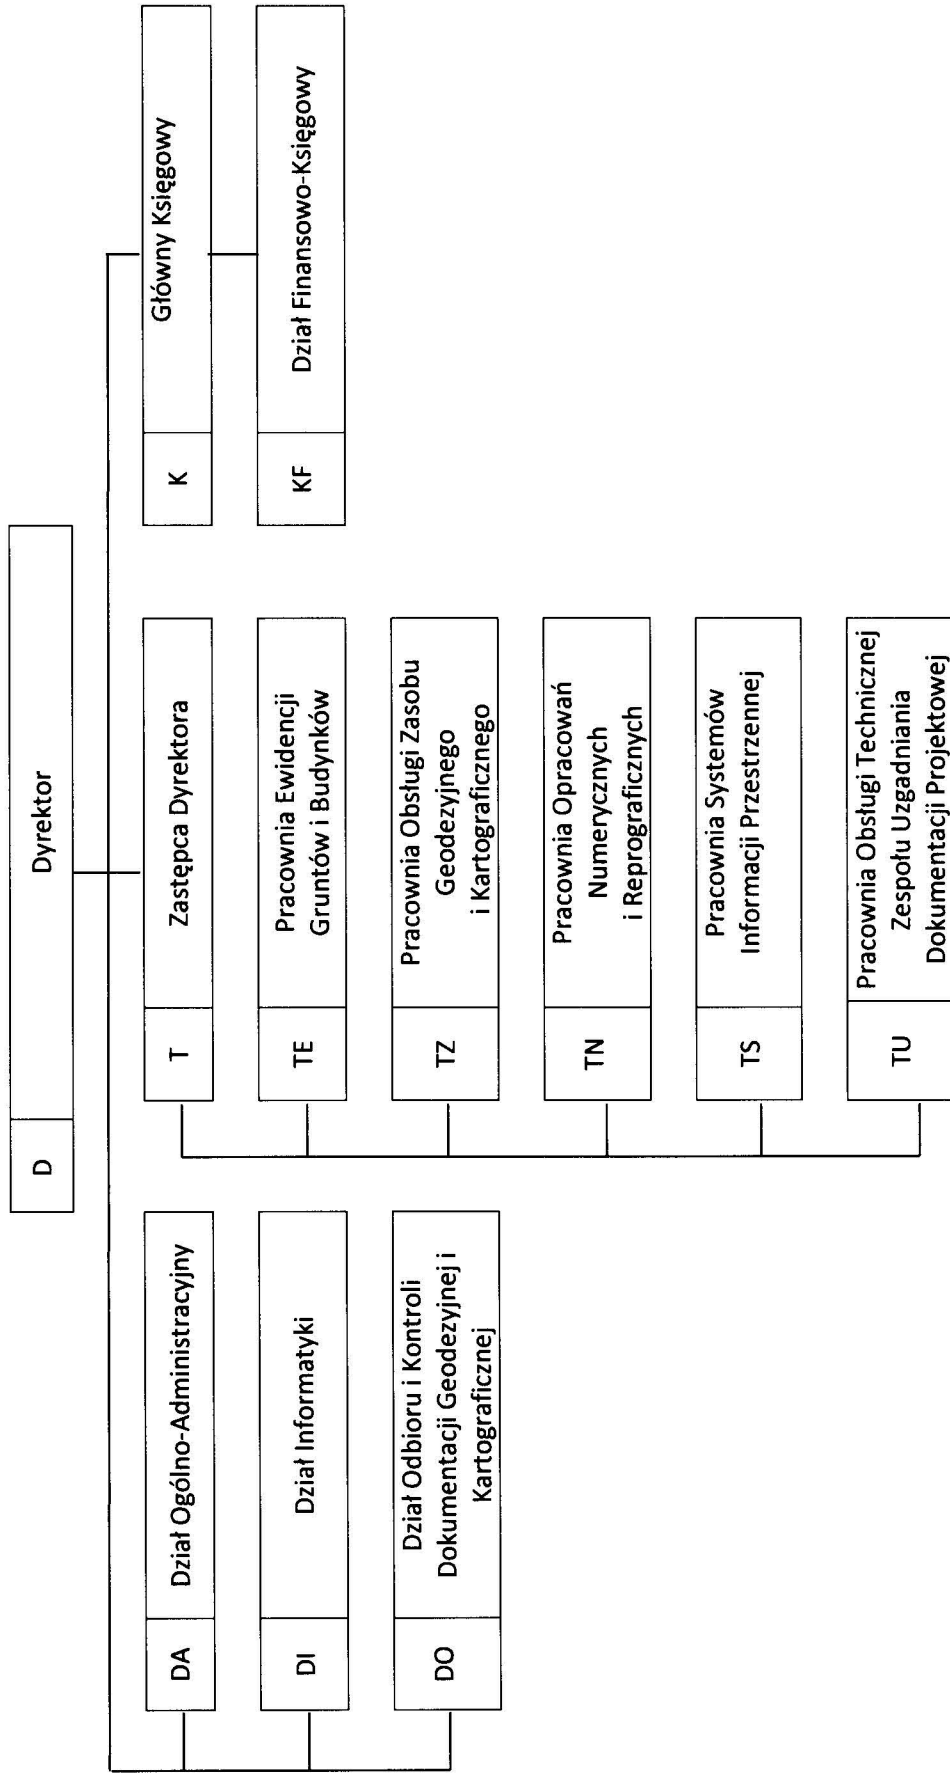 D
Dyrektor
DA
Dział Ogólno-Administracyjny
DI
Dział Informatyki
DO
Dział Odbioru i Kontroli
Dokumentacji Geodezyjnej i
Kartograficznej
T
Zastępca Dyrektora
TE
Pracownia Ewidencji
Gruntów i Budynków
TZ
Pracownia Obsługi Zasobu
Geodezyjnego
i Kartograficznego
TN
Pracownia Opracowań
Numerycznych
i Reprograficznych
TS
Pracownia Systemów
Informacji Przestrzennej
TU
Pracownia Obsługi Technicznej
Zespołu Uzgadniania
Dokumentacji Projektowej
K
Główny Księgowy
KF
Dział Finansowo-Księgowy